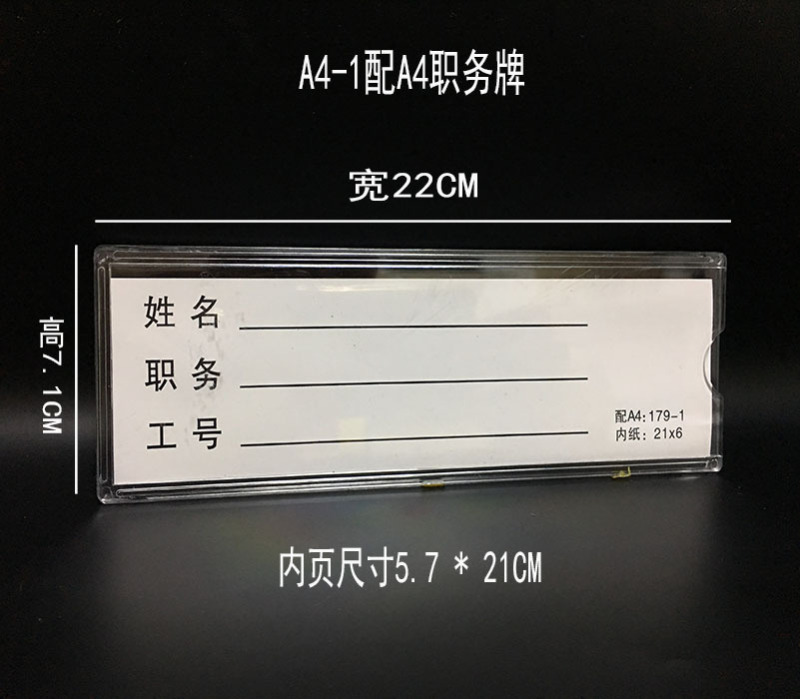 A4-1配A4职务牌
宽22CM
高7.1CM
姓名
职务
工号
配A4:179-1
内纸：21x6
内页尺寸5.7 * 21CM